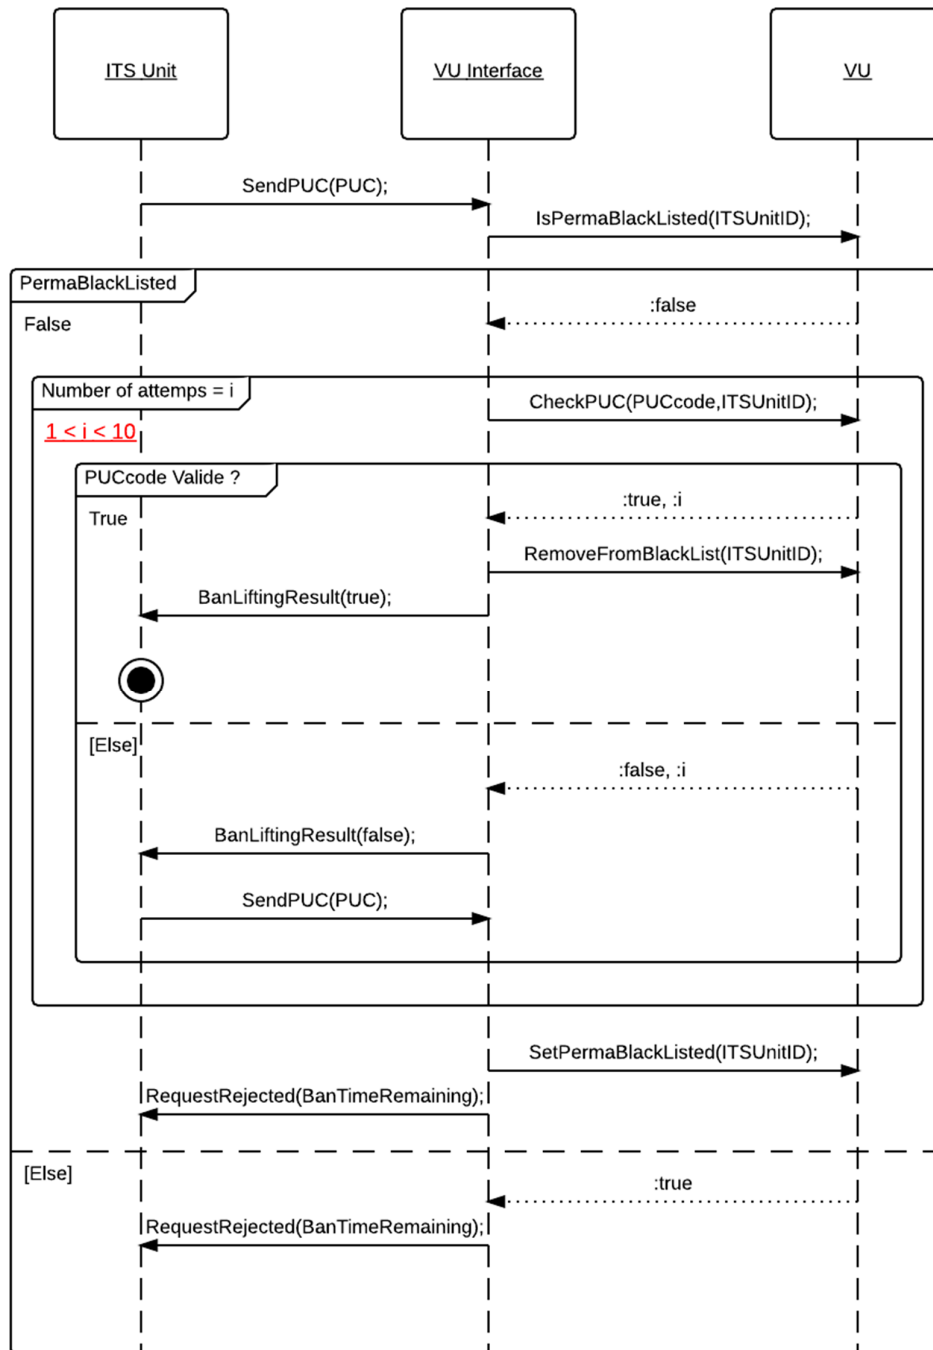 ITS Unit
VU Interface
VU
SendPUC(PUC);
IsPermaBlackListed(ITSUnitID);
PermaBlackListed
:false
False
Number of attemps = i
CheckPUC(PUCcode,ITSUnitID);
1 < i < 10
PUCcode Valide ?
:true, :i
True
RemoveFromBlackList(ITSUnitID);
BanLiftingResult(true);
[Else]
:false, :i
BanLiftingResult(false);
SendPUC(PUC);
SetPermaBlackListed(ITSUnitID);
RequestRejected(BanTimeRemaining);
[Else]
:true
RequestRejected(BanTimeRemaining);